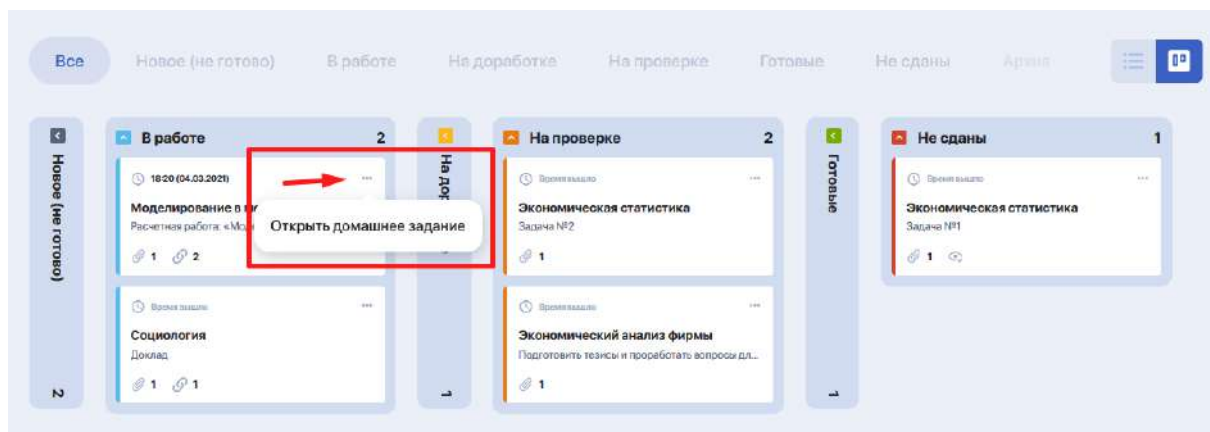 Все Новое (не готово) В работе На доработке На проверке Готовые Не сданы Архив
Новое (не готово)
2
В работе 2
18:20 (04.03.2021)
Моделирование в
Расчетная работа:
1 2
Открыть домашнее задание
Время вышло
Социология
Доклад
1 1
На дор
1
На проверке 2
Время вышло
Экономическая статистика
Задача №2
1
Время вышло
Экономический анализ фирмы
Подготовить тезисы и проработать вопросы дл...
1
Готовые
1
Не сданы 1
Время вышло
Экономическая статистика
Задача №1
1